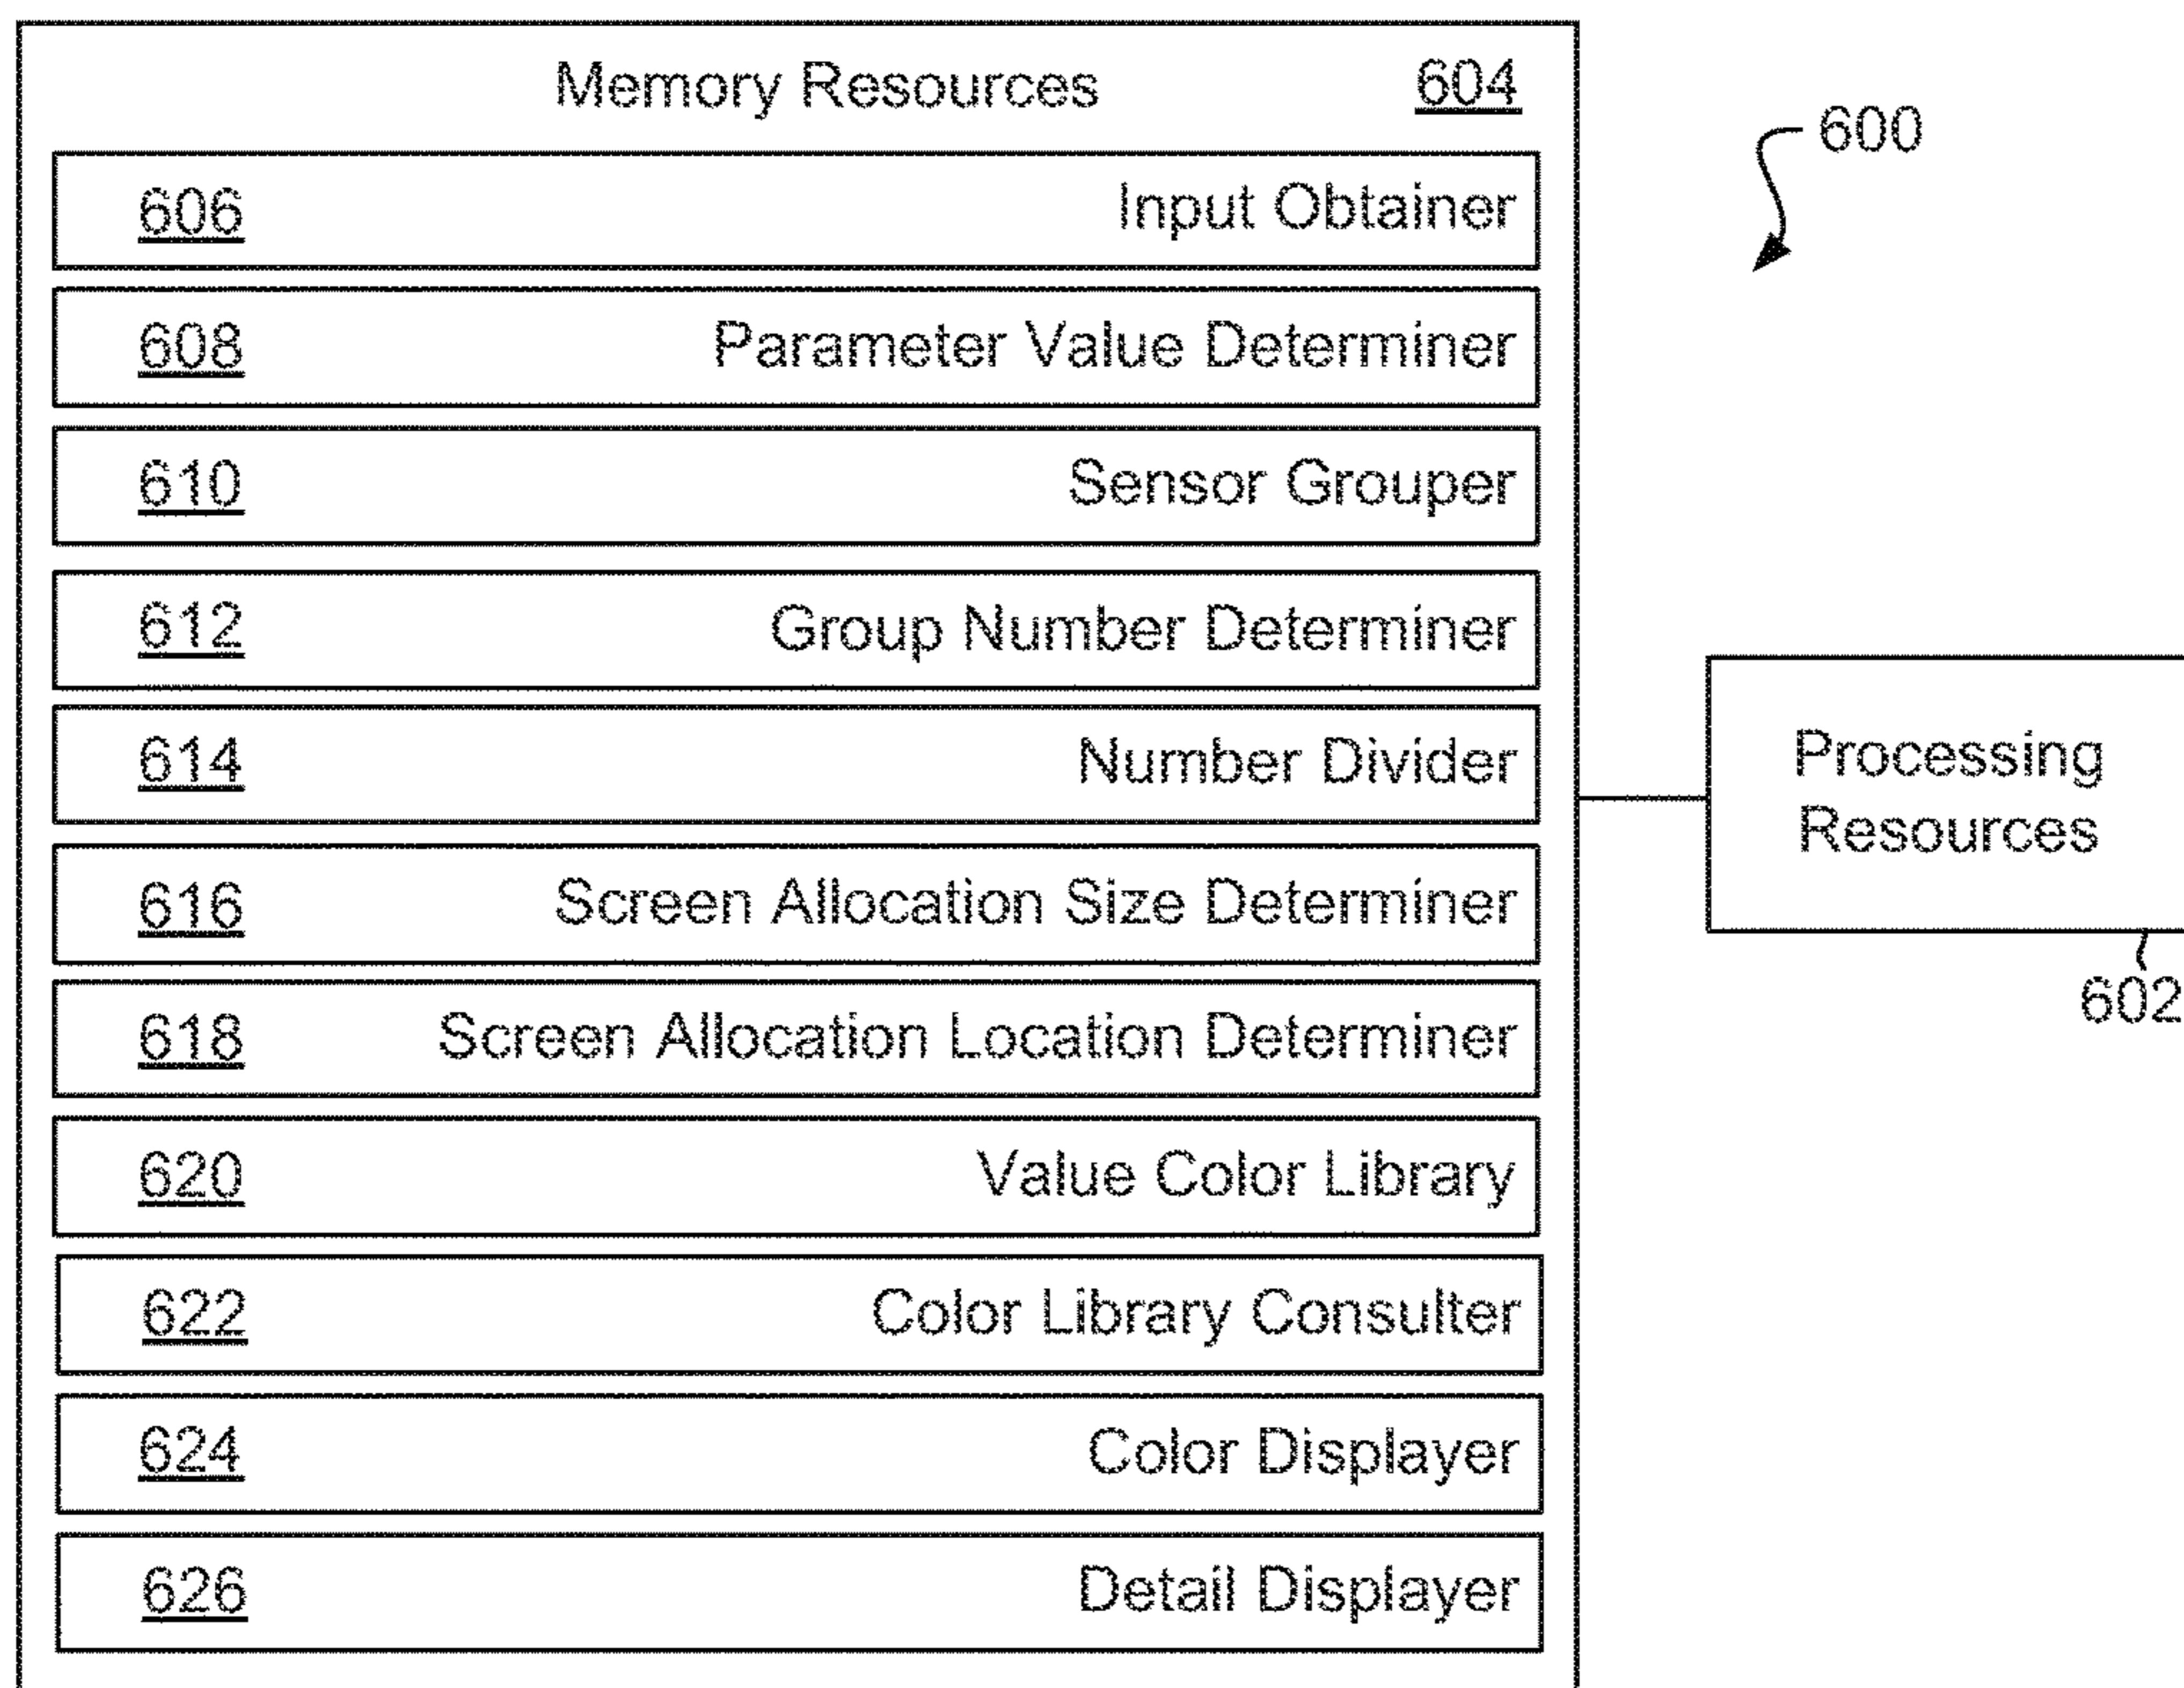 Memory Resources 604
600
606 Input Obtainer
608 Parameter Value Determiner
610 Sensor Grouper
612 Group Number Determiner
614 Number Divider
616 Screen Allocation Size Determiner
618 Screen Allocation Location Determiner
620 Value Color Library
622 Color Library Consulter
624 Color Displayer
626 Detail Displayer
Processing
Resources
602